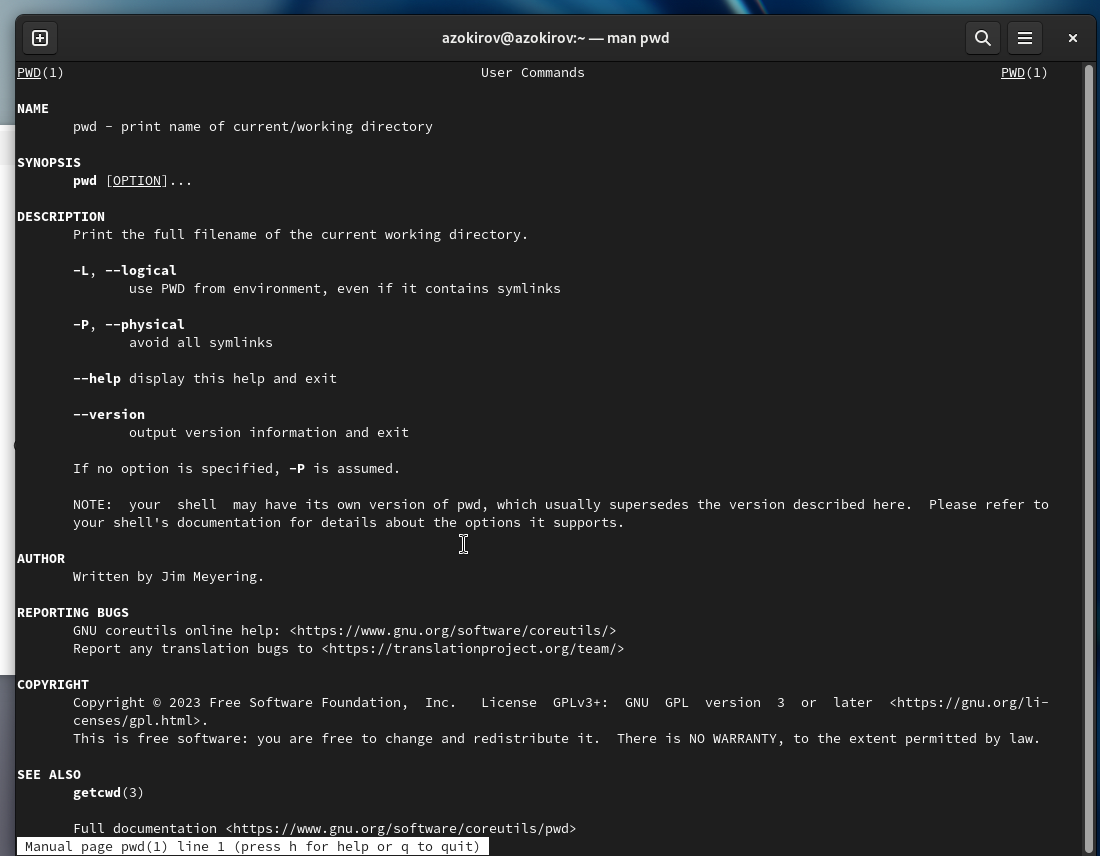 azokirov@azokirov:~ — man pwd
PWD(1) User Commands PWD(1)
NAME
pwd - print name of current/working directory
SYNOPSIS
pwd [OPTION]...
DESCRIPTION
Print the full filename of the current working directory.
-L, --logical
use PWD from environment, even if it contains symlinks
-P, --physical
avoid all symlinks
--help display this help and exit
--version
output version information and exit
If no option is specified, -P is assumed.
NOTE: your shell may have its own version of pwd, which usually supersedes the version described here. Please refer to
your shell's documentation for details about the options it supports.
AUTHOR
Written by Jim Meyering.
REPORTING BUGS
GNU coreutils online help: <https://www.gnu.org/software/coreutils/>
Report any translation bugs to <https://translationproject.org/team/>
COPYRIGHT
Copyright © 2023 Free Software Foundation, Inc. License GPLv3+: GNU GPL version 3 or later <https://gnu.org/li-
censes/gpl.html>.
This is free software: you are free to change and redistribute it. There is NO WARRANTY, to the extent permitted by law.
SEE ALSO
getcwd(3)
Full documentation <https://www.gnu.org/software/coreutils/pwd>
Manual page pwd(1) line 1 (press h for help or q to quit)